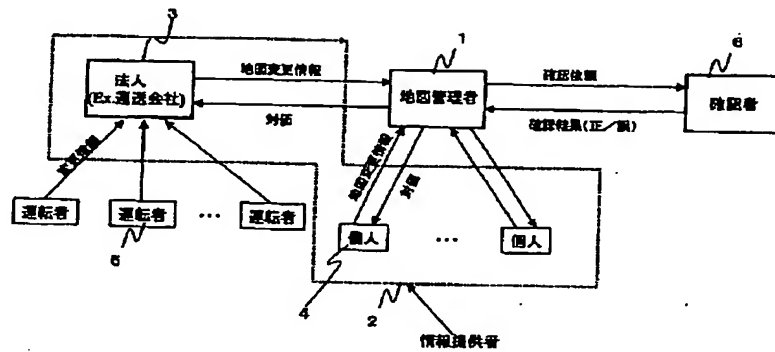 3
1
6
法人
(Ex.運送会社)
地図変更情報
対価
地図管理者
確認依頼
確認結果(正/誤)
確認者
変更情報
地図変更情報
対価
運転者
運転者
…
運転者
5
個人
…
個人
4
2
情報提供者